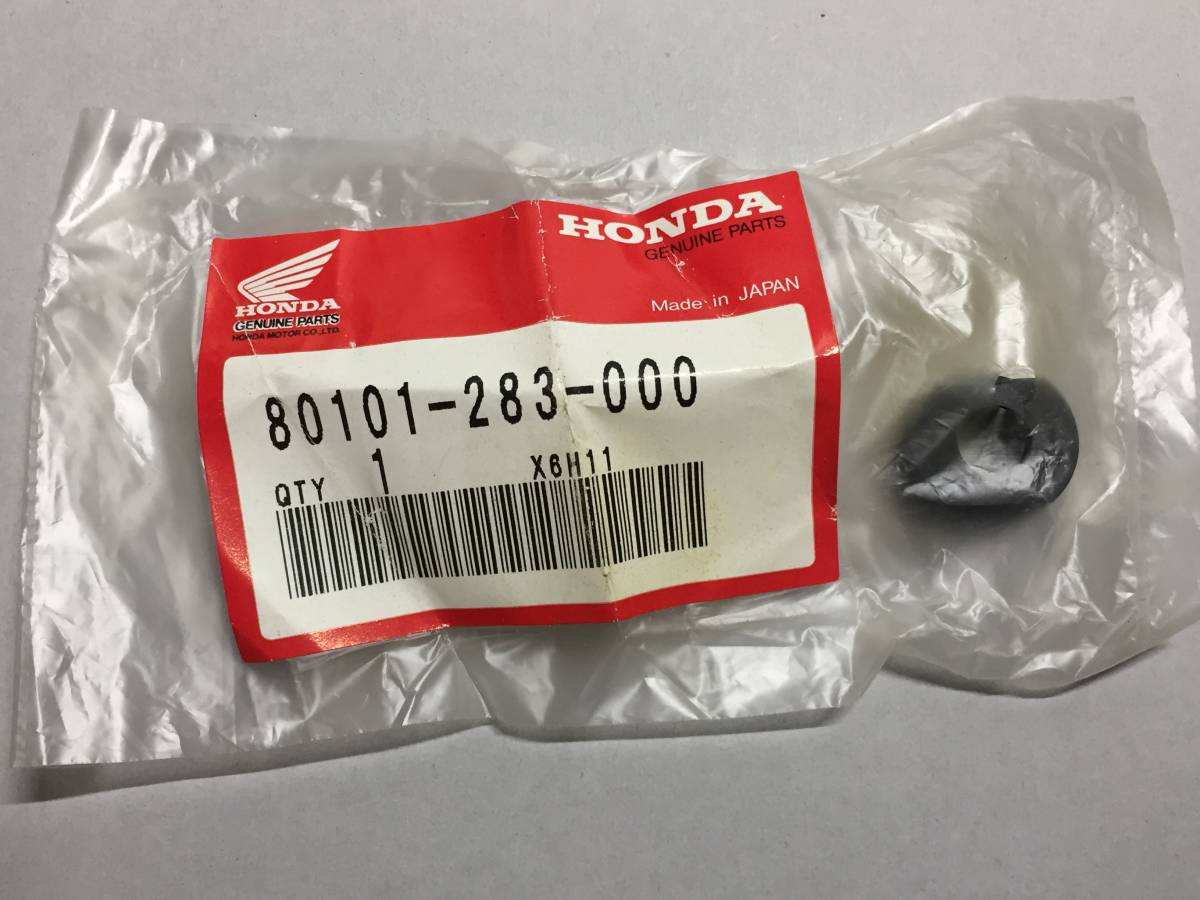 HONDA
GENUINE PARTS
Made in JAPAN
HONDA
GENUINE PARTS
HONDA MOTOR CO.,LTD.
80101-283-000
QTY 1 X6H11